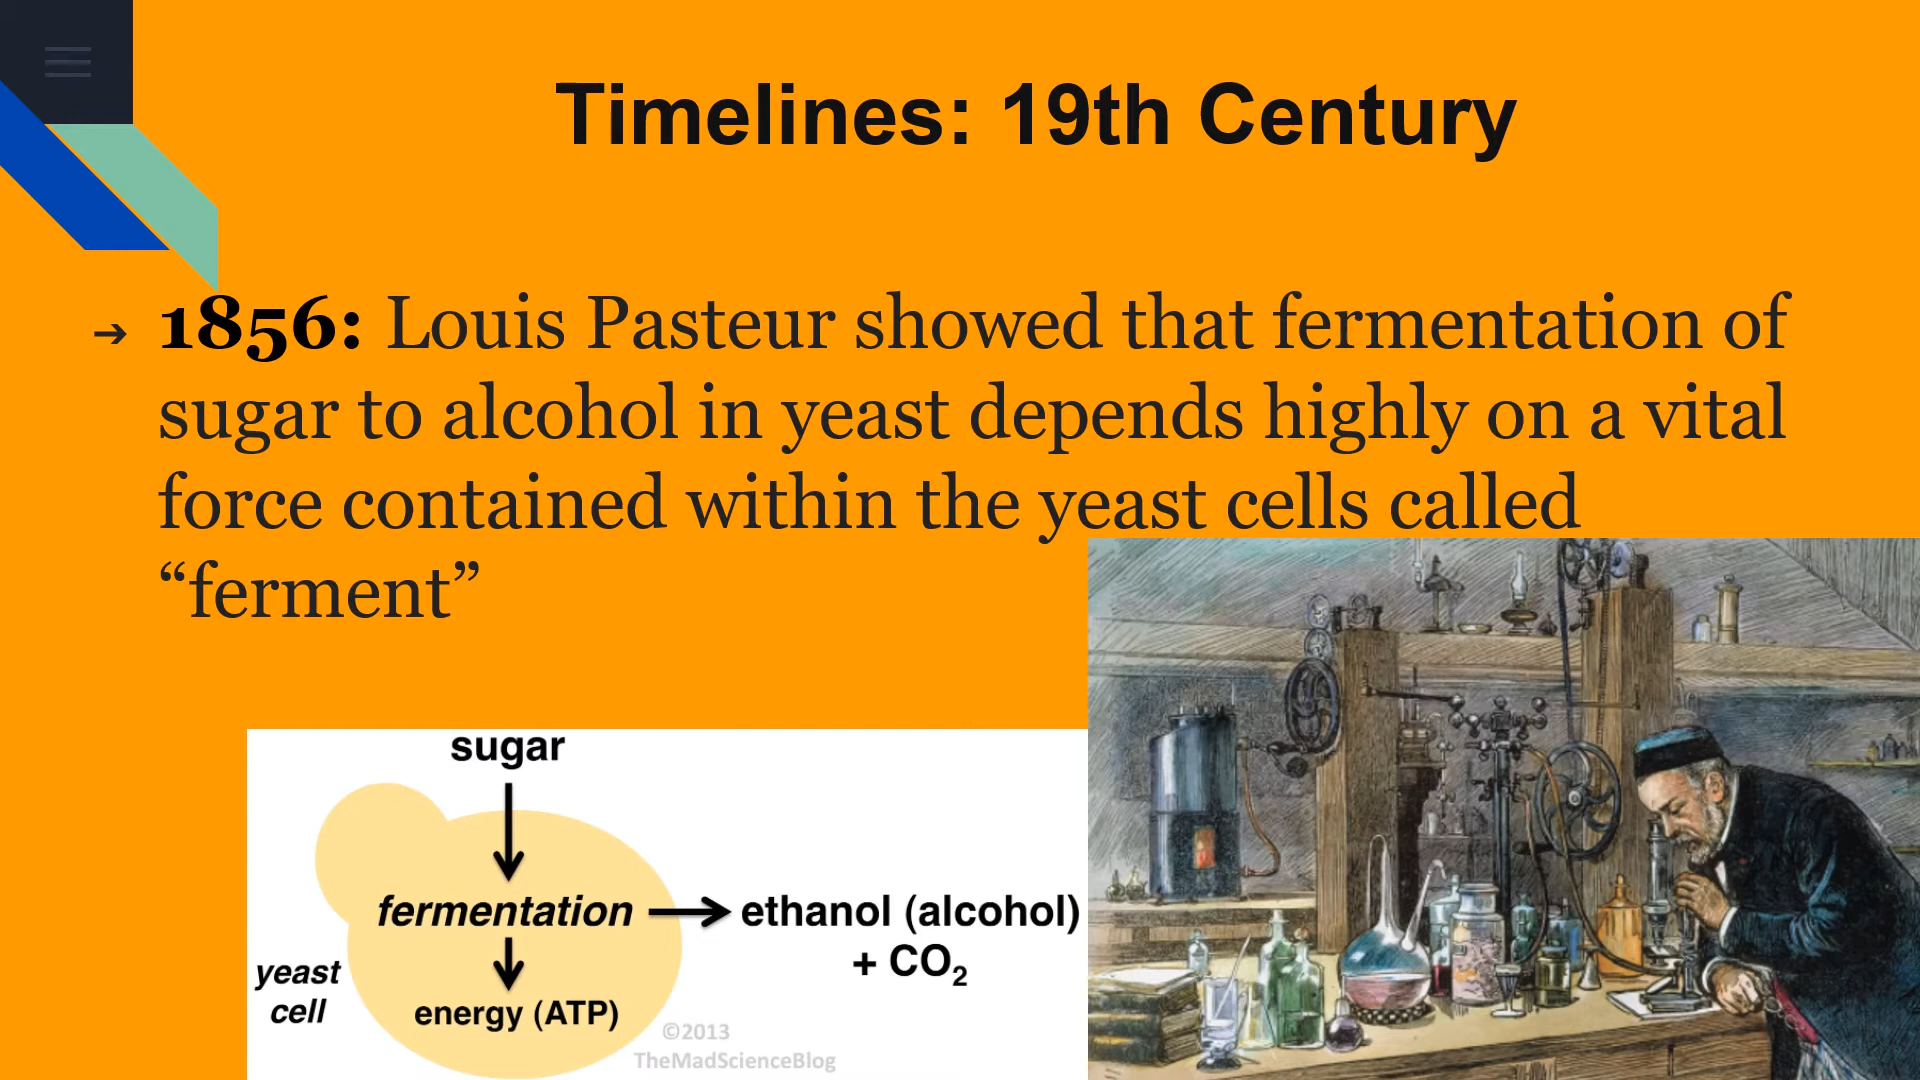 Timelines: 19th Century
➔ 1856: Louis Pasteur showed that fermentation of
sugar to alcohol in yeast depends highly on a vital
force contained within the yeast cells called
“ferment”
sugar
fermentation
ethanol (alcohol)
+ CO₂
yeast
cell
energy (ATP)
©2013
TheMadScienceBlog